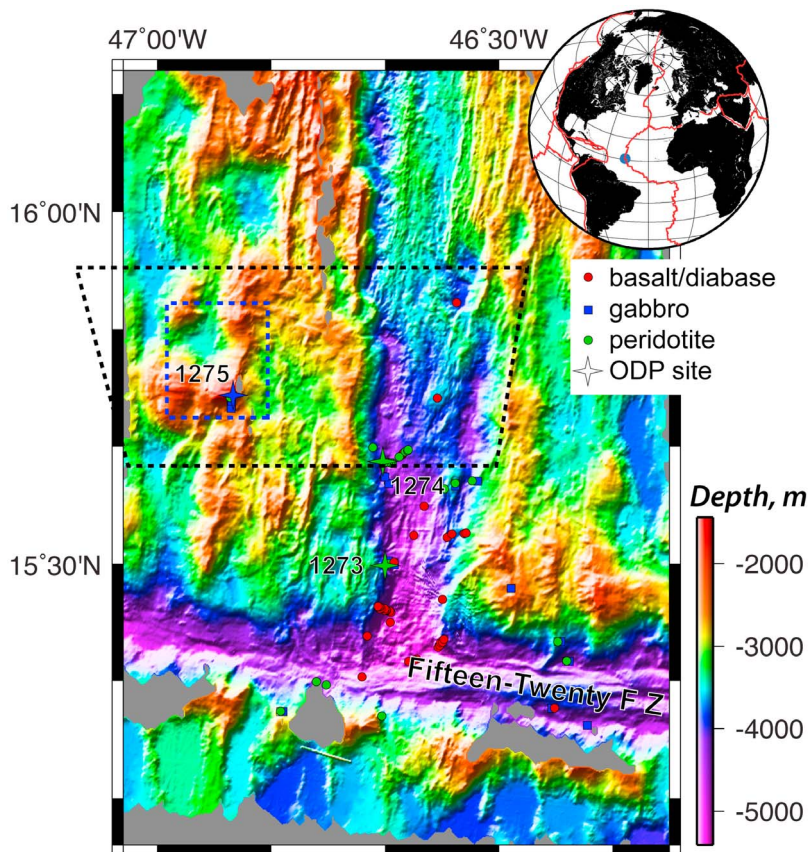 47°00'W
46°30'W
16°00'N
basalt/diabase
gabbro
peridotite
ODP site
1275
1274
Depth, m
15°30'N
1273
-2000
-3000
Fifteen-Twenty F Z
-4000
-5000